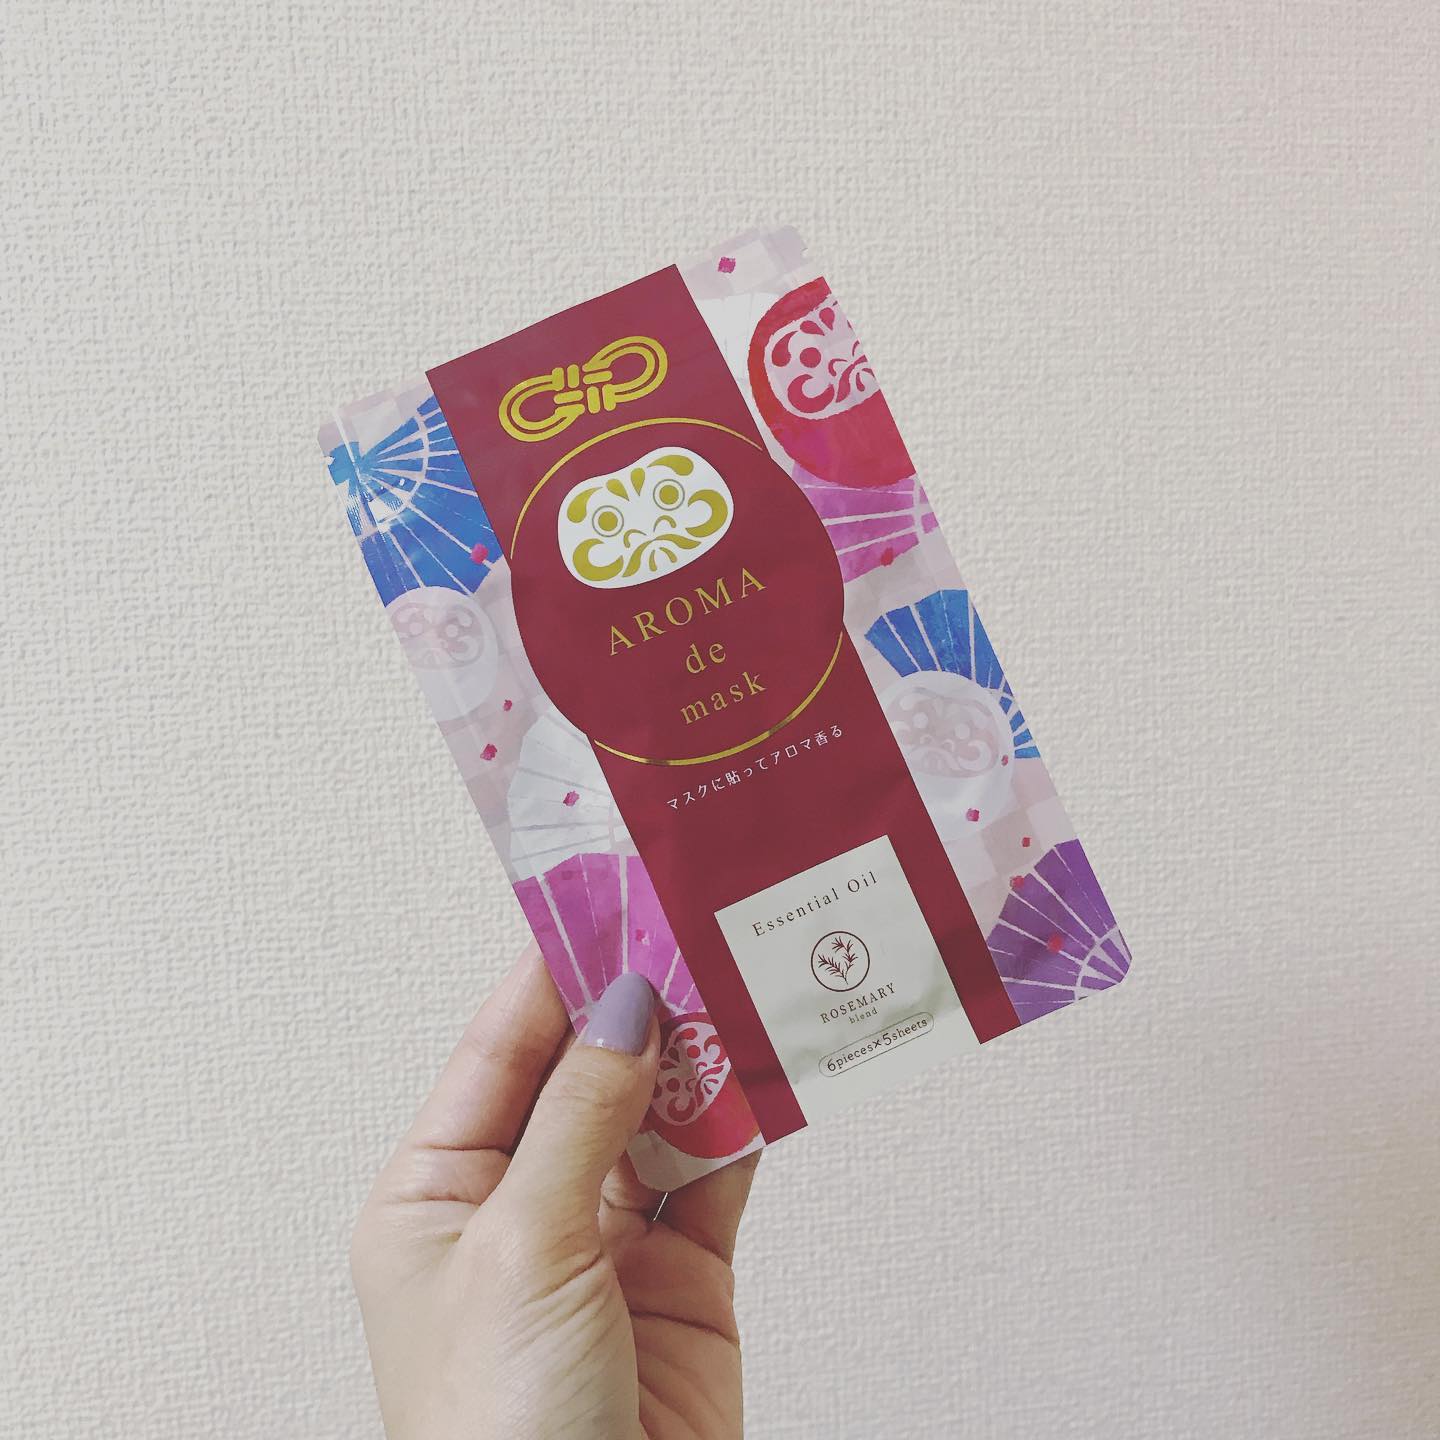 AROMA
de
mask
マスクに貼ってアロマ香る
Essential Oil
ROSEMARY
blend
6pieces×5sheets